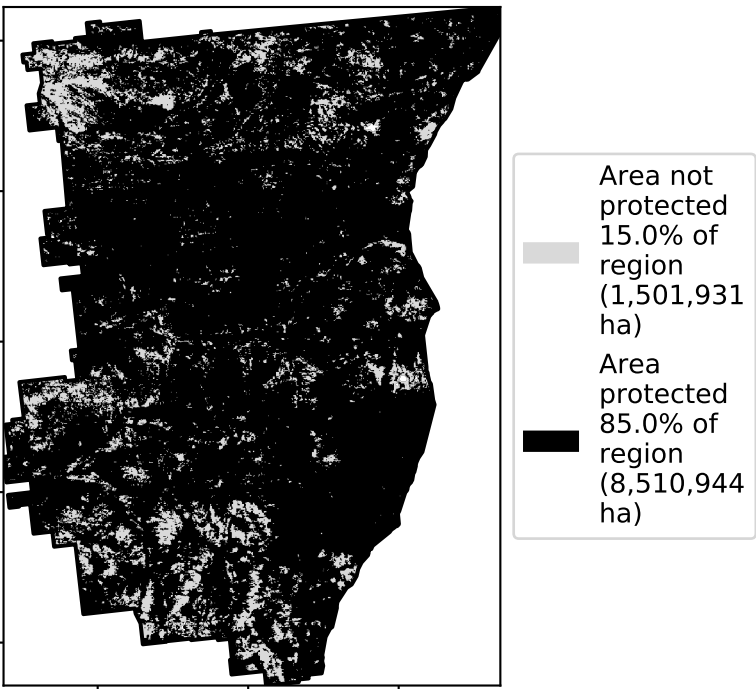 Area not
protected
15.0% of
region
(1,501,931
ha)
Area
protected
85.0% of
region
(8,510,944
ha)